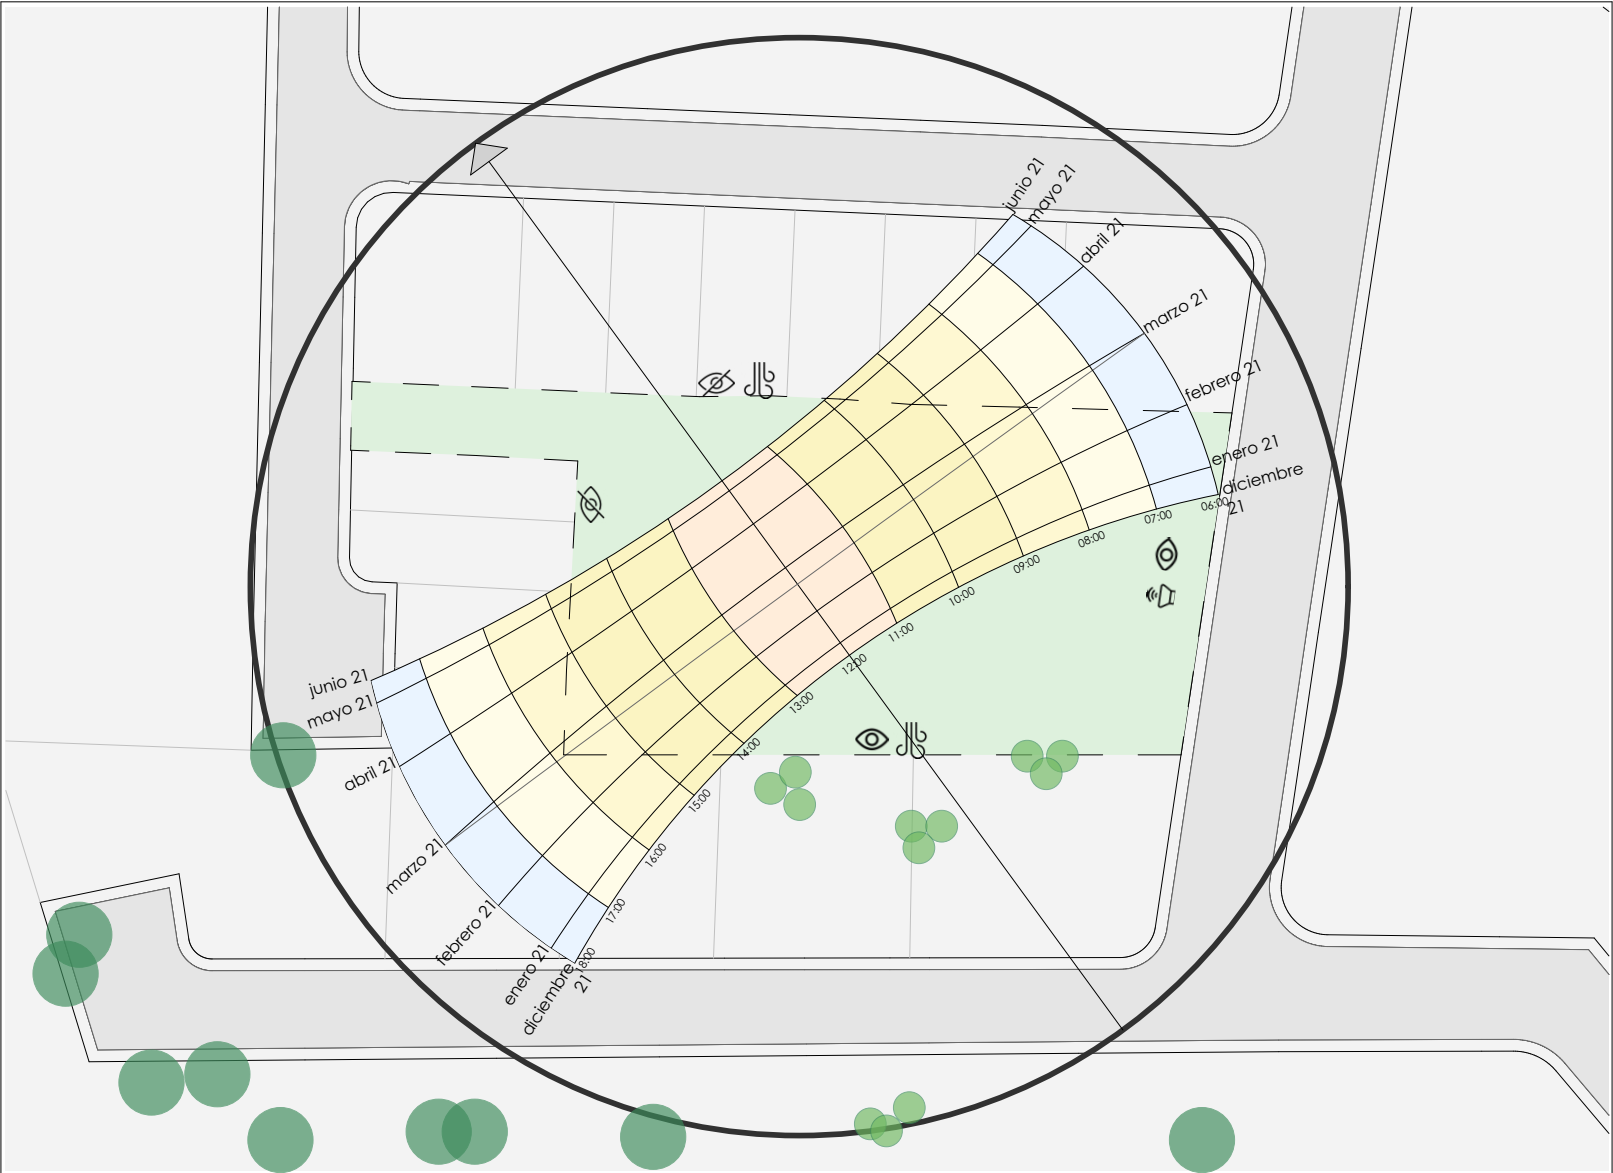 junio 21
mayo 21
abril 21
marzo 21
febrero 21
enero 21
diciembre
21
06:00
07:00
08:00
09:00
10:00
11:00
12:00
13:00
14:00
15:00
16:00
17:00
18:00
junio 21
mayo 21
abril 21
marzo 21
febrero 21
enero 21
diciembre
21